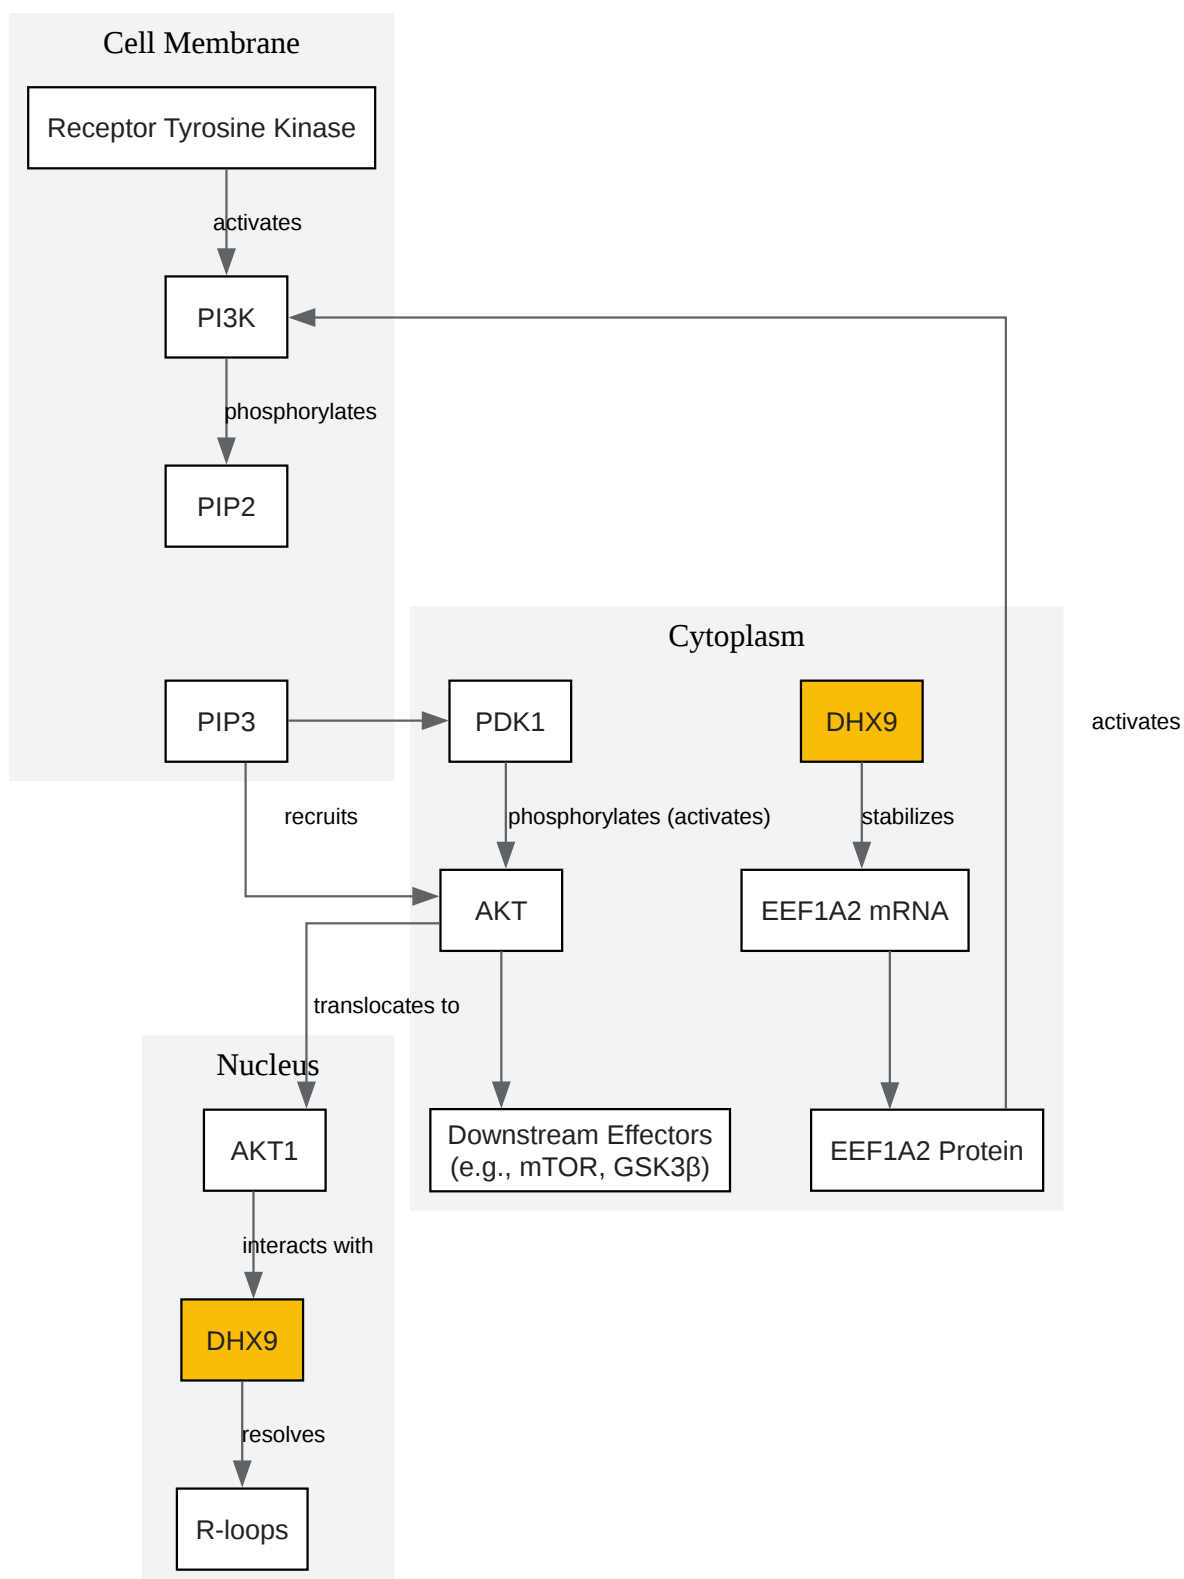 Cell Membrane
Receptor Tyrosine Kinase
activates
PI3K
phosphorylates
PIP2
Cytoplasm
PIP3
PDK1
DHX9
activates
recruits
phosphorylates (activates)
stabilizes
AKT
EEF1A2 mRNA
translocates to
Nucleus
AKT1
Downstream Effectors
(e.g., mTOR, GSK3β)
EEF1A2 Protein
interacts with
DHX9
resolves
R-loops